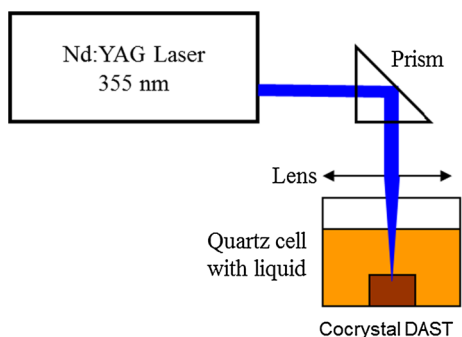 Nd:YAG Laser
355 nm
Prism
Lens
Quartz cell
with liquid
Cocrystal DAST